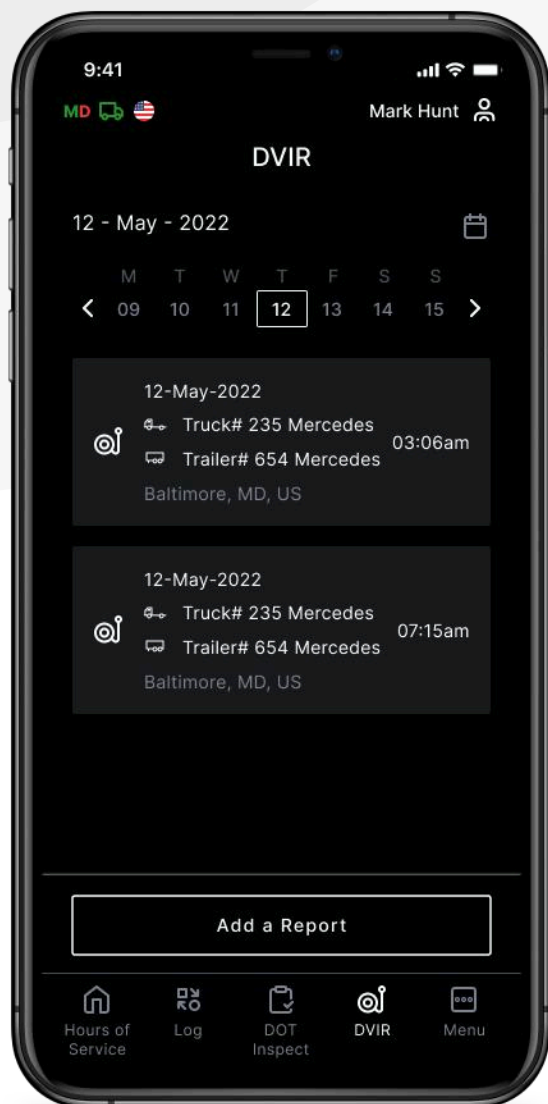 9:41
MD
Mark Hunt
DVIR
12 - May - 2022
M T W T F S S
09 10 11 12 13 14 15
12-May-2022
Truck# 235 Mercedes
03:06am
Trailer# 654 Mercedes
Baltimore, MD, US
12-May-2022
Truck# 235 Mercedes
07:15am
Trailer# 654 Mercedes
Baltimore, MD, US
Add a Report
Hours of
Service
Log
DOT
Inspect
DVIR
Menu